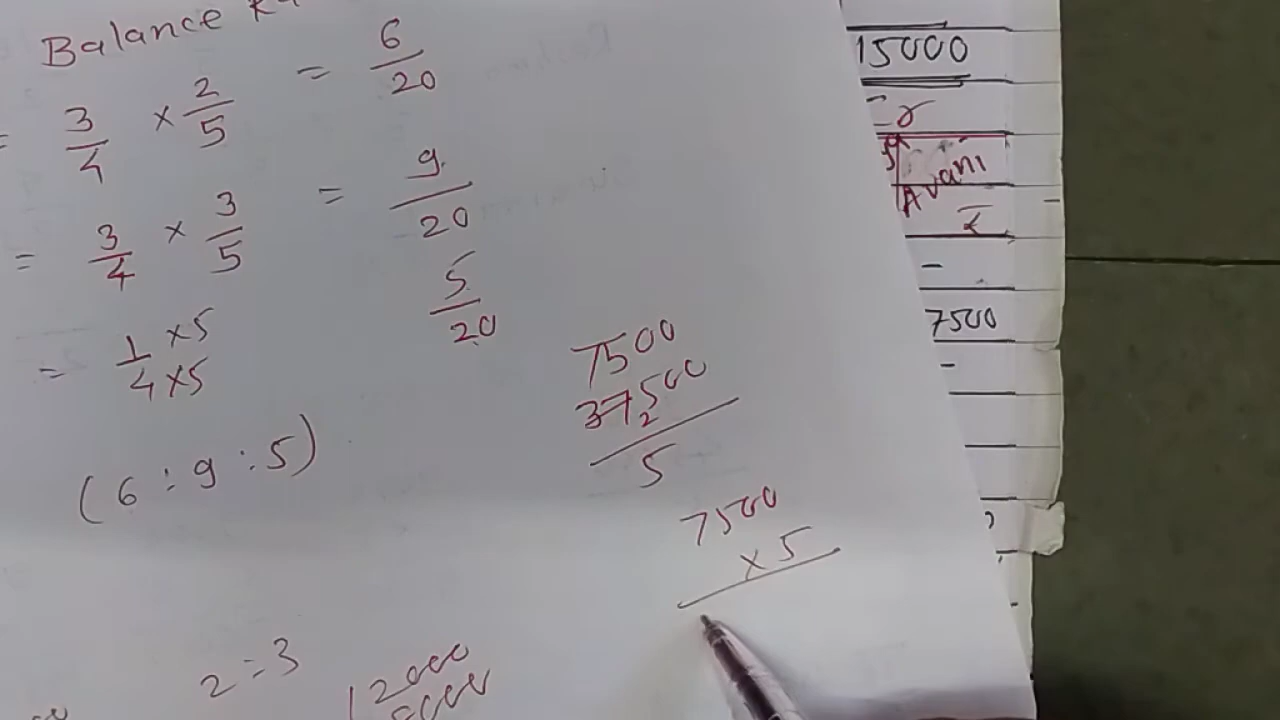 Balance
= 3/4 × 2/5 = 6/20
= 3/4 × 3/5 = 9/20
= 1/4 ×5/×5 5/20
(6 : 9 : 5)
7500
37500
5
7500
× 5
2 : 3
12000
15000
Avani
₹
-
7500
-